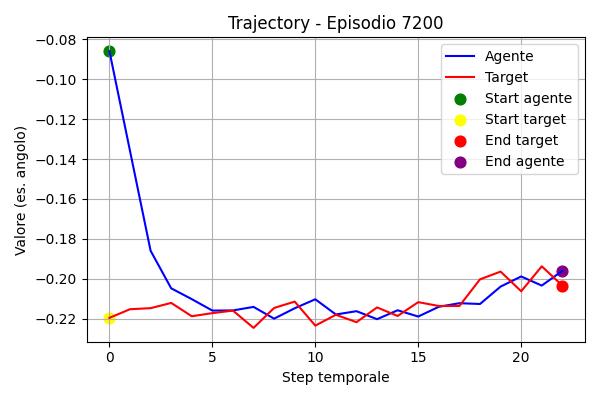 Trajectory - Episodio 7200
−0.08
−0.10
−0.12
−0.14
−0.16
−0.18
−0.20
−0.22
Valore (es. angolo)
Agente
Target
Start agente
Start target
End target
End agente
0 5 10 15 20
Step temporale